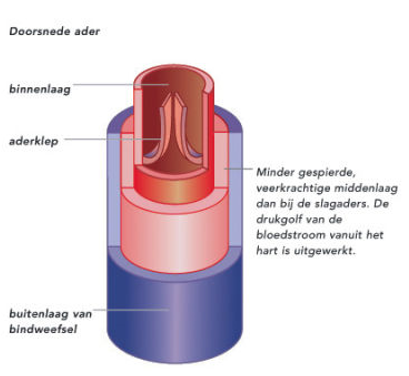 Doorsnede ader
binnenlaag
aderklep
Minder gespierde,
veerkrachtige middenlaag
dan bij de slagaders. De
drukgolf van de
bloedstroom vanuit het
hart is uitgewerkt.
buitenlaag van
bindweefsel